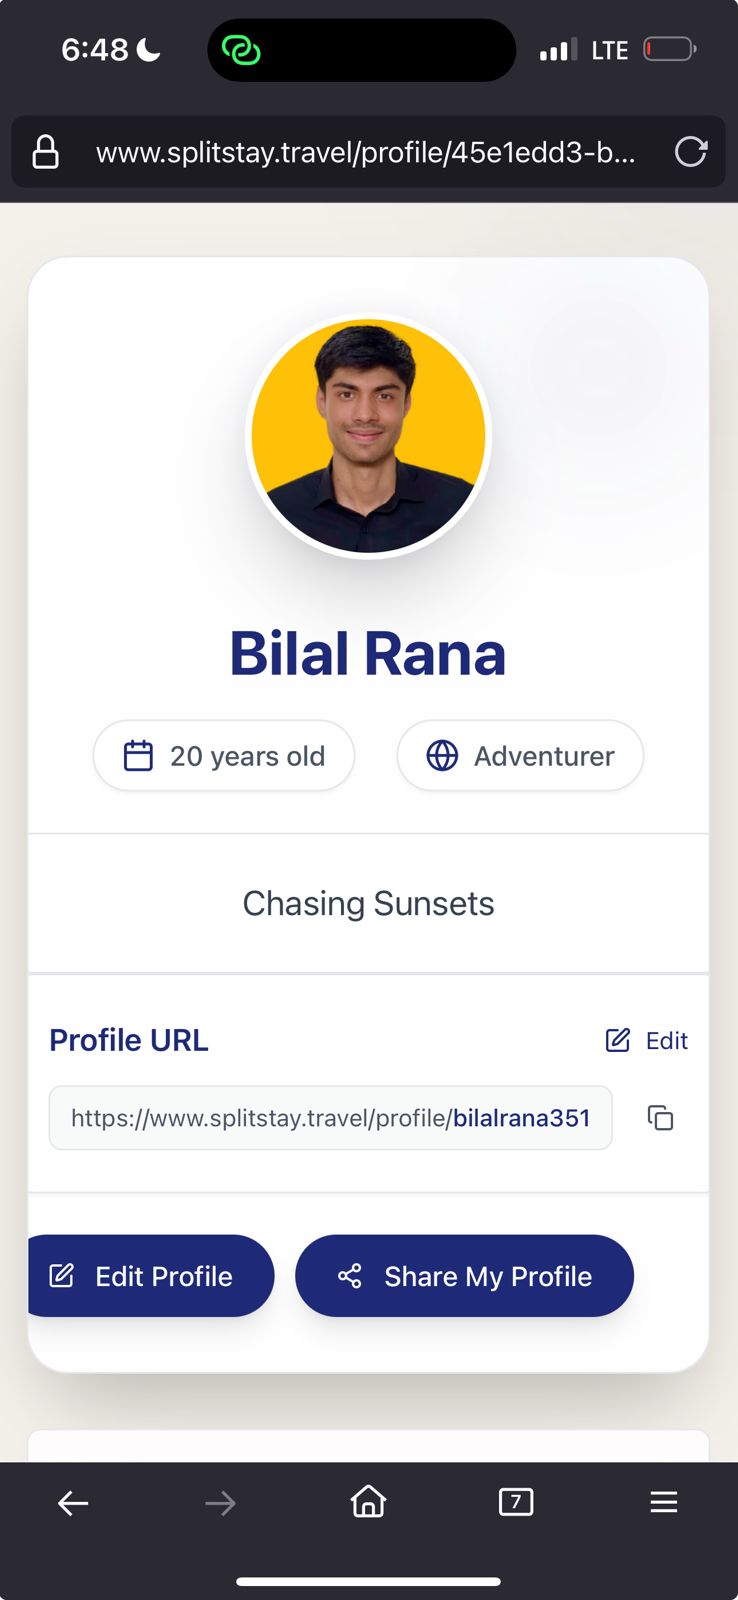 6:48
LTE
www.splitstay.travel/profile/45e1edd3-b...
Bilal Rana
20 years old
Adventurer
Chasing Sunsets
Profile URL
Edit
https://www.splitstay.travel/profile/bilalrana351
Edit Profile
Share My Profile
7